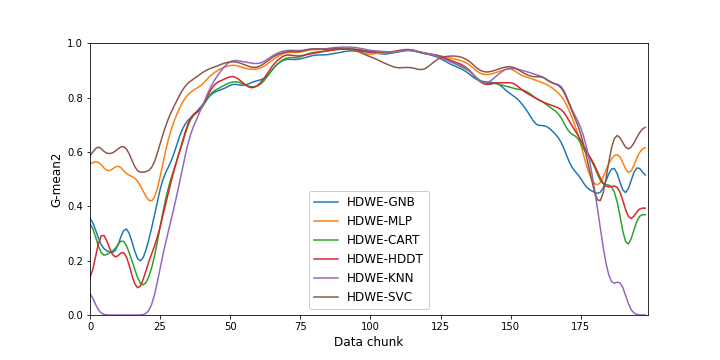 1.0
0.8
0.6
0.4
0.2
0.0
G-mean2
HDWE-GNB
HDWE-MLP
HDWE-CART
HDWE-HDDT
HDWE-KNN
HDWE-SVC
0 25 50 75 100 125 150 175
Data chunk